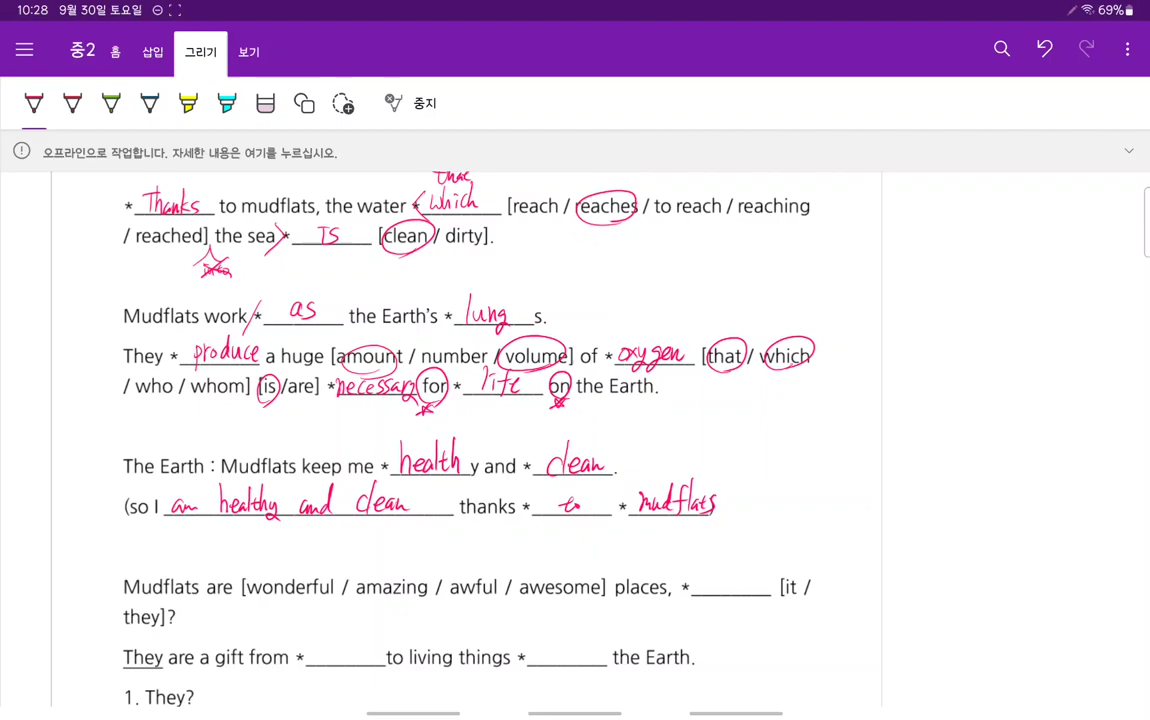 10:28 9월 30일 토요일 69%
중2 홈 삽입 그리기 보기
중지
오프라인으로 작업합니다. 자세한 내용은 여기를 누르십시오.
that
*Thanks to mudflats, the water *which [reach / reaches / to reach / reaching
/ reached] the sea *is [clean / dirty].
Mudflats work *as the Earth's *lungs.
They *produce a huge [amount / number / volume] of *oxygen [that / which
/ who / whom] [is /are] *necessary for *life on the Earth.
The Earth : Mudflats keep me *healthy and *clean.
(so I am healthy and clean thanks *to *mudflats
Mudflats are [wonderful / amazing / awful / awesome] places, *________ [it /
they]?
They are a gift from *________to living things *________ the Earth.
1. They?